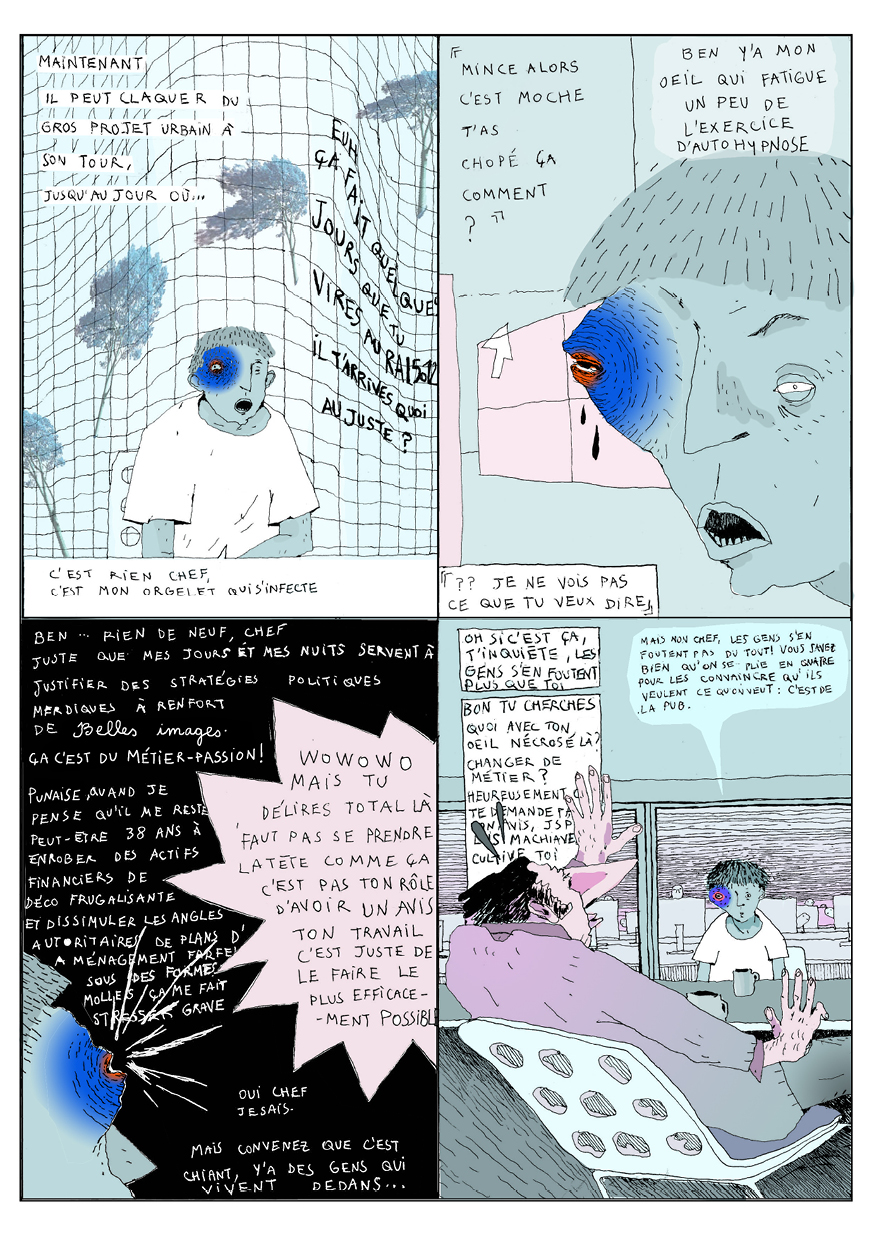 MAINTENANT,
IL PEUT CLAQUER DU
GROS PROJET URBAIN À
SON TOUR,
JUSQU'AU JOUR OÙ...
EUH
ÇA FAIT QUELQUES
JOURS QUE TU
VIRES AU RAISIN
IL T'ARRIVES QUOI
AU JUSTE ?
C'EST RIEN CHEF,
C'EST MON ORGELET QUI S'INFECTE
MINCE ALORS
C'EST MOCHE
T'AS
CHOPÉ ÇA
COMMENT
?
BEN Y'A MON
OEIL QUI FATIGUE
UN PEU DE
L'EXERCICE
D'AUTOHYPNOSE
?? JE NE VOIS PAS
CE QUE TU VEUX DIRE
BEN ... RIEN DE NEUF, CHEF
JUSTE QUE MES JOURS ET MES NUITS SERVENT À
JUSTIFIER DES STRATÉGIES POLITIQUES
MERDIQUES À RENFORT
DE Belles images.
ÇA C'EST DU MÉTIER-PASSION!
PUNAISE, QUAND JE
PENSE QU'IL ME RESTE
PEUT-ETRE 38 ANS À
ENROBER DES ACTIFS
FINANCIERS DE
DÉCO FRUGALISANTE
ET DISSIMULER LES ANGLES
AUTORITAIRES DE PLANS D'
AMÉNAGEMENT
SOUS DES FORMES
MOLLES ÇA ME FAIT
STRESSER GRAVE
WOWOWO
MAIS TU
DÉLIRES TOTAL LÀ
FAUT PAS SE PRENDRE
LA TÊTE COMME ÇA
C'EST PAS TON RÔLE
D'AVOIR UN AVIS
TON TRAVAIL
C'EST JUSTE DE
LE FAIRE LE
PLUS EFFICACE-
-MENT POSSIBLE
OUI CHEF
JE SAIS.
MAIS CONVENEZ QUE C'EST
CHIANT, Y'A DES GENS QUI
VIVENT DEDANS...
OH SI C'EST ÇA,
T'INQUIÈTE, LES
GENS S'EN FOUTENT
PLUS QUE TOI
MAIS NON CHEF, LES GENS S'EN
FOUTENT PAS DU TOUT! VOUS SAVEZ
BIEN QU'ON SE PLIE EN QUATRE
POUR LES CONVAINCRE QU'ILS
VEULENT CE QU'ON VEUT : C'EST DE
LA PUB.
BON TU CHERCHES
QUOI AVEC TON
OEIL NÉCROSÉ LÀ?
CHANGER DE
MÉTIER?
HEUREUSEMENT
TE DEMANDE
AVIS, JSP
MACHIAVE
CULTIVE TOI